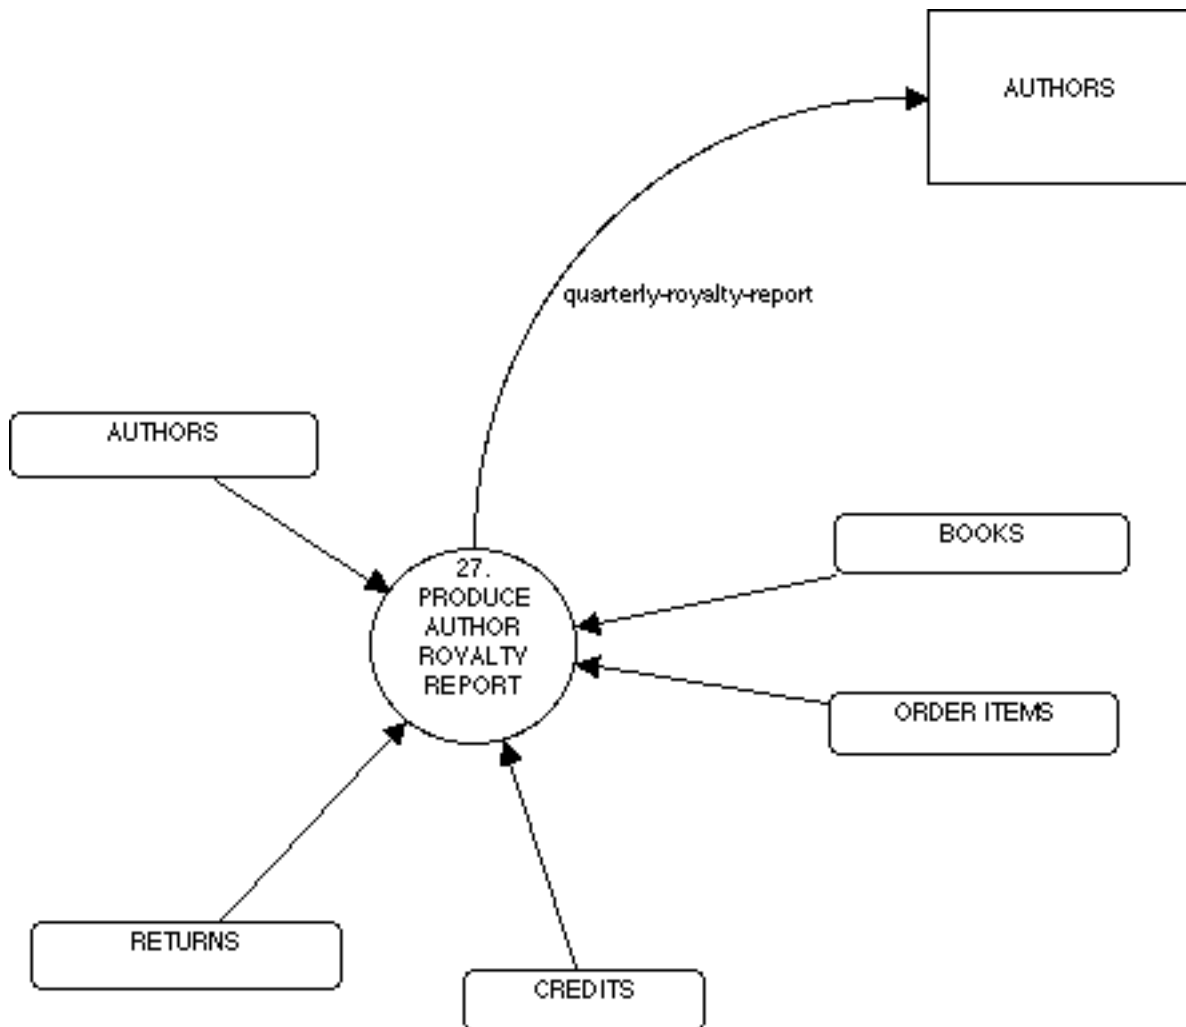 AUTHORS
quarterly-royalty-report
AUTHORS
BOOKS
27.
PRODUCE
AUTHOR
ROYALTY
REPORT
ORDER ITEMS
RETURNS
CREDITS